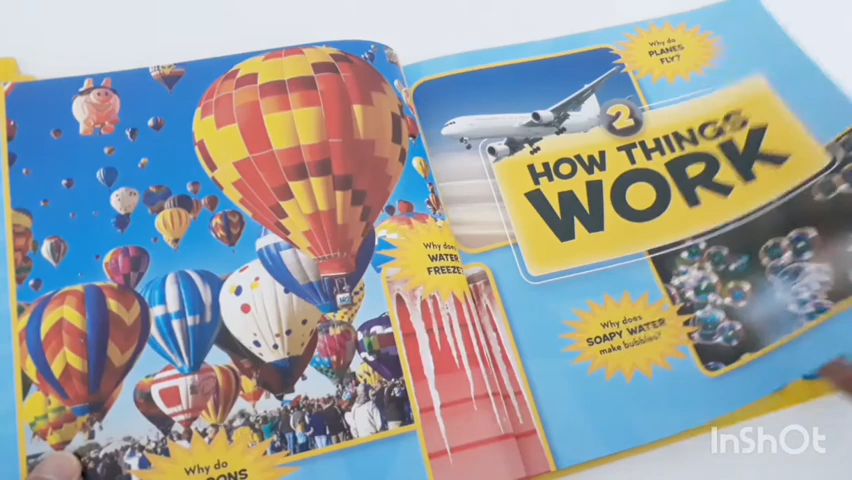 Why do
PLANES
FLY?
2
HOW THINGS
WORK
Why does
WATER
FREEZE?
Why does
SOAPY WATER
make bubbles?
Why do
InShOt